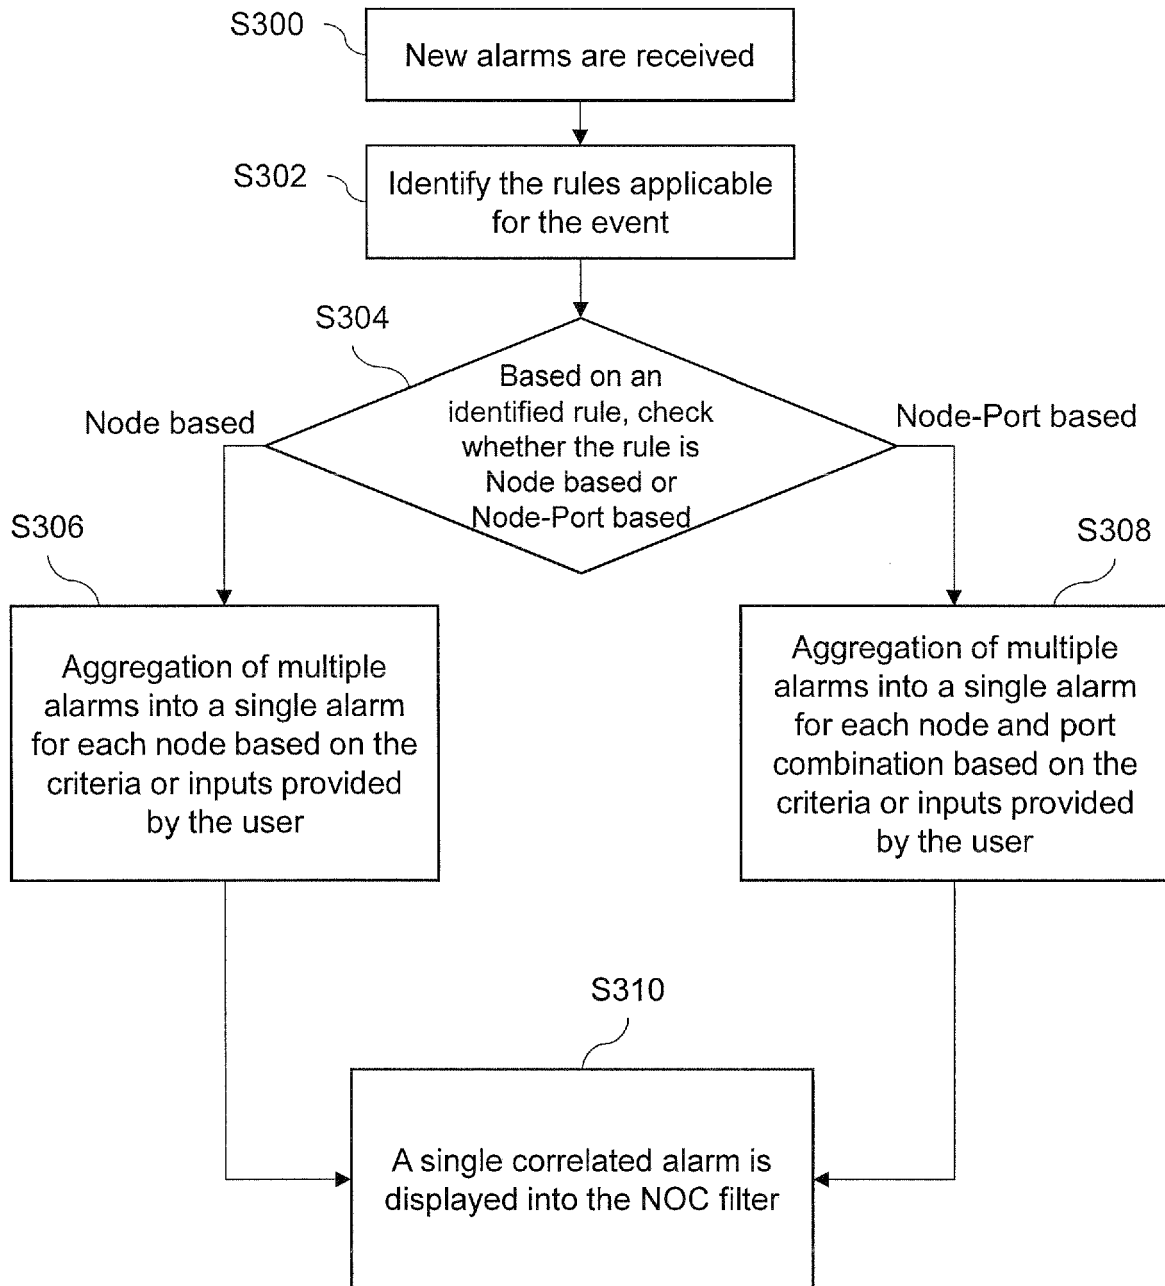 S300
New alarms are received
S302
Identify the rules applicable
for the event
S304
Based on an
identified rule, check
whether the rule is
Node based or
Node-Port based
Node based
Node-Port based
S306
Aggregation of multiple
alarms into a single alarm
for each node based on the
criteria or inputs provided
by the user
S308
Aggregation of multiple
alarms into a single alarm
for each node and port
combination based on the
criteria or inputs provided
by the user
S310
A single correlated alarm is
displayed into the NOC filter